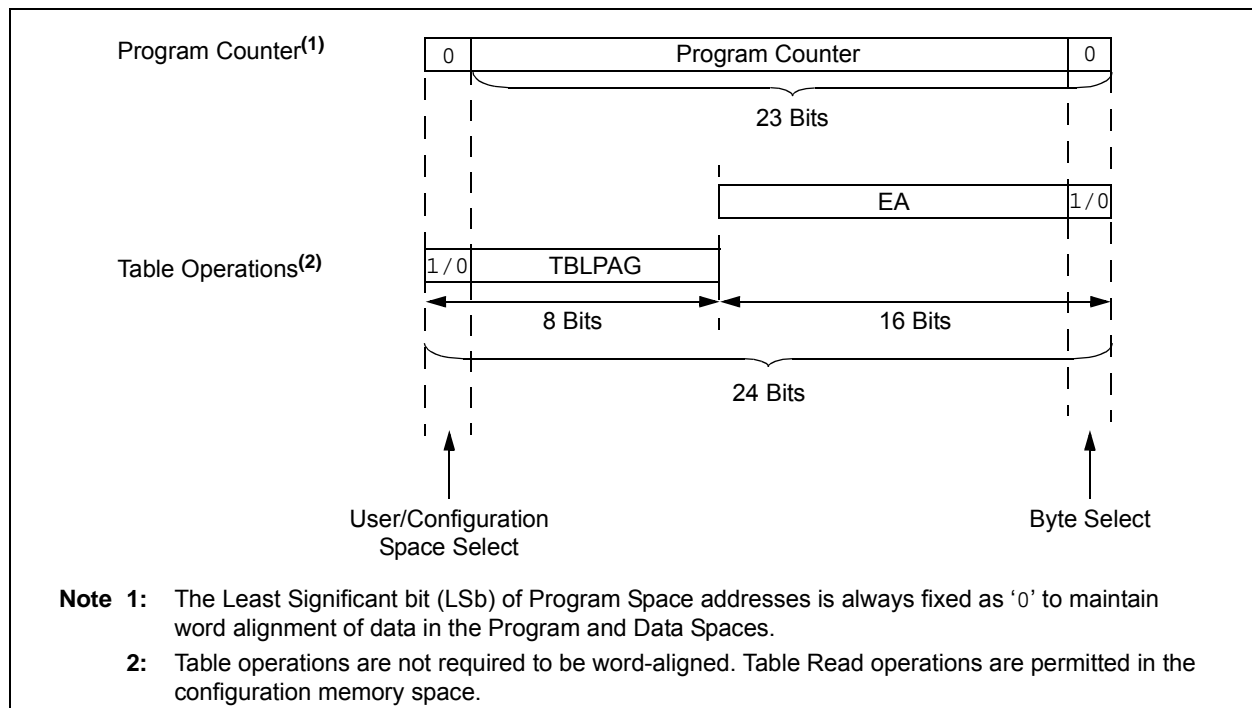 Program Counter(1)
0 Program Counter 0
23 Bits
EA 1/0
Table Operations(2)
1/0 TBLPAG
8 Bits 16 Bits
24 Bits
User/Configuration
Space Select
Byte Select
Note 1: The Least Significant bit (LSb) of Program Space addresses is always fixed as ‘0’ to maintain
word alignment of data in the Program and Data Spaces.
2: Table operations are not required to be word-aligned. Table Read operations are permitted in the
configuration memory space.